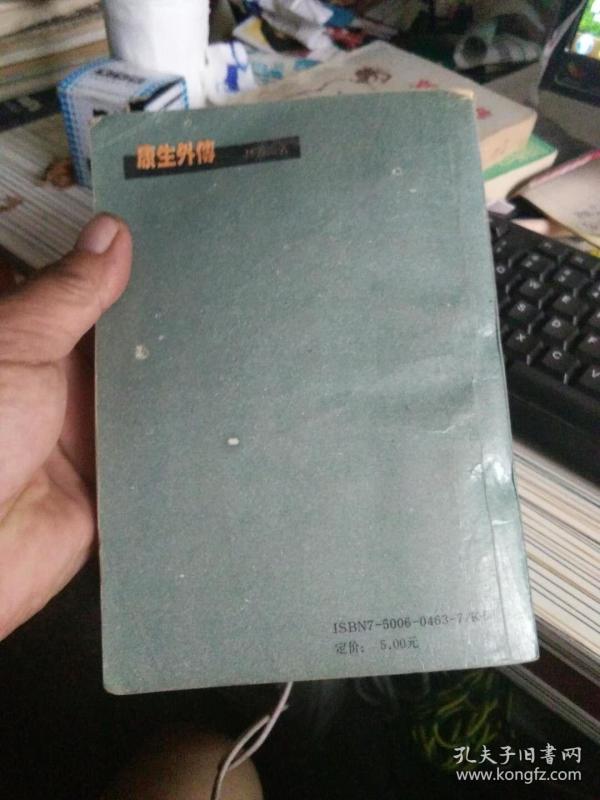 康生外传
ISBN7-5006-0463-7/K·
定价： 5.00元
孔夫子旧书网
www.kongfz.com